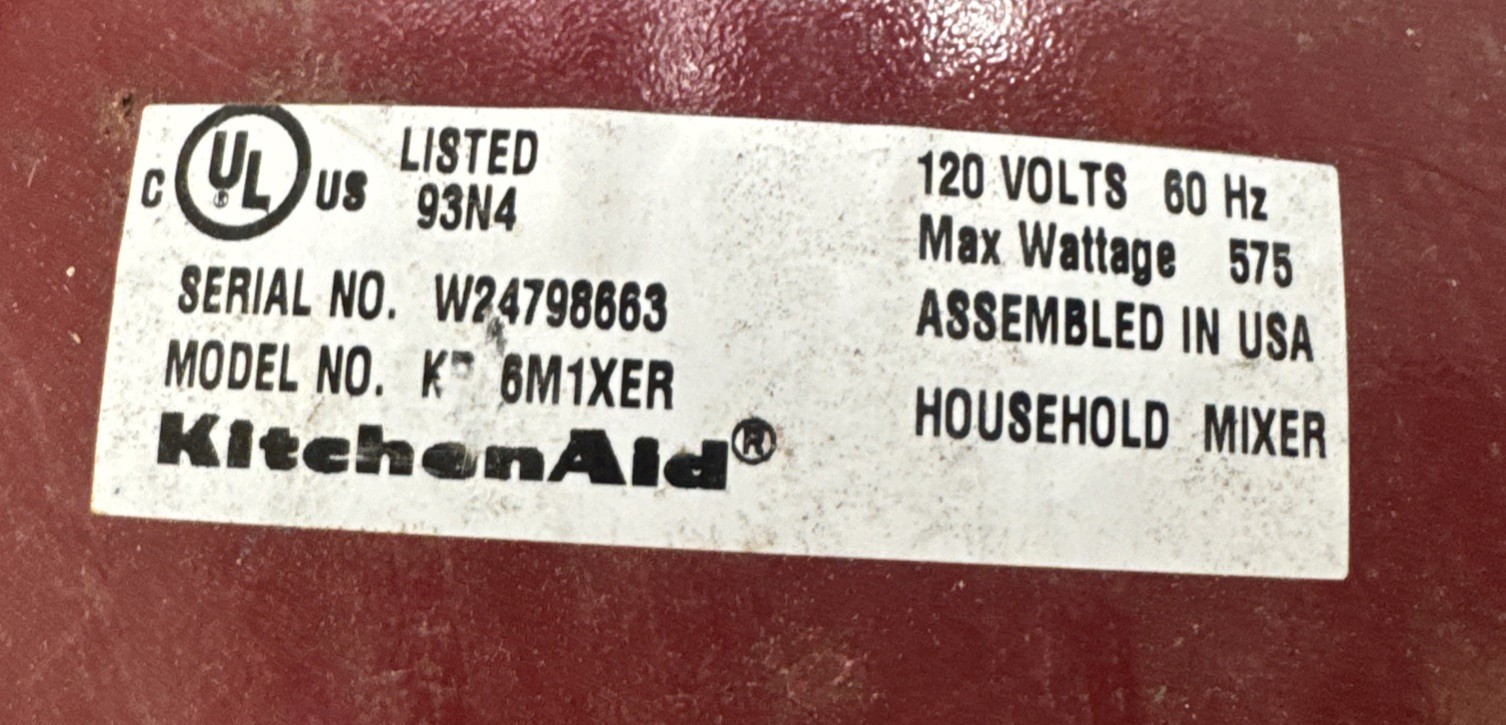 C UL® US LISTED
93N4
SERIAL NO. W24798663
MODEL NO.
KitchenAid®
120 VOLTS 60 Hz
Max Wattage 575
ASSEMBLED IN USA
HOUSEHOLD MIXER